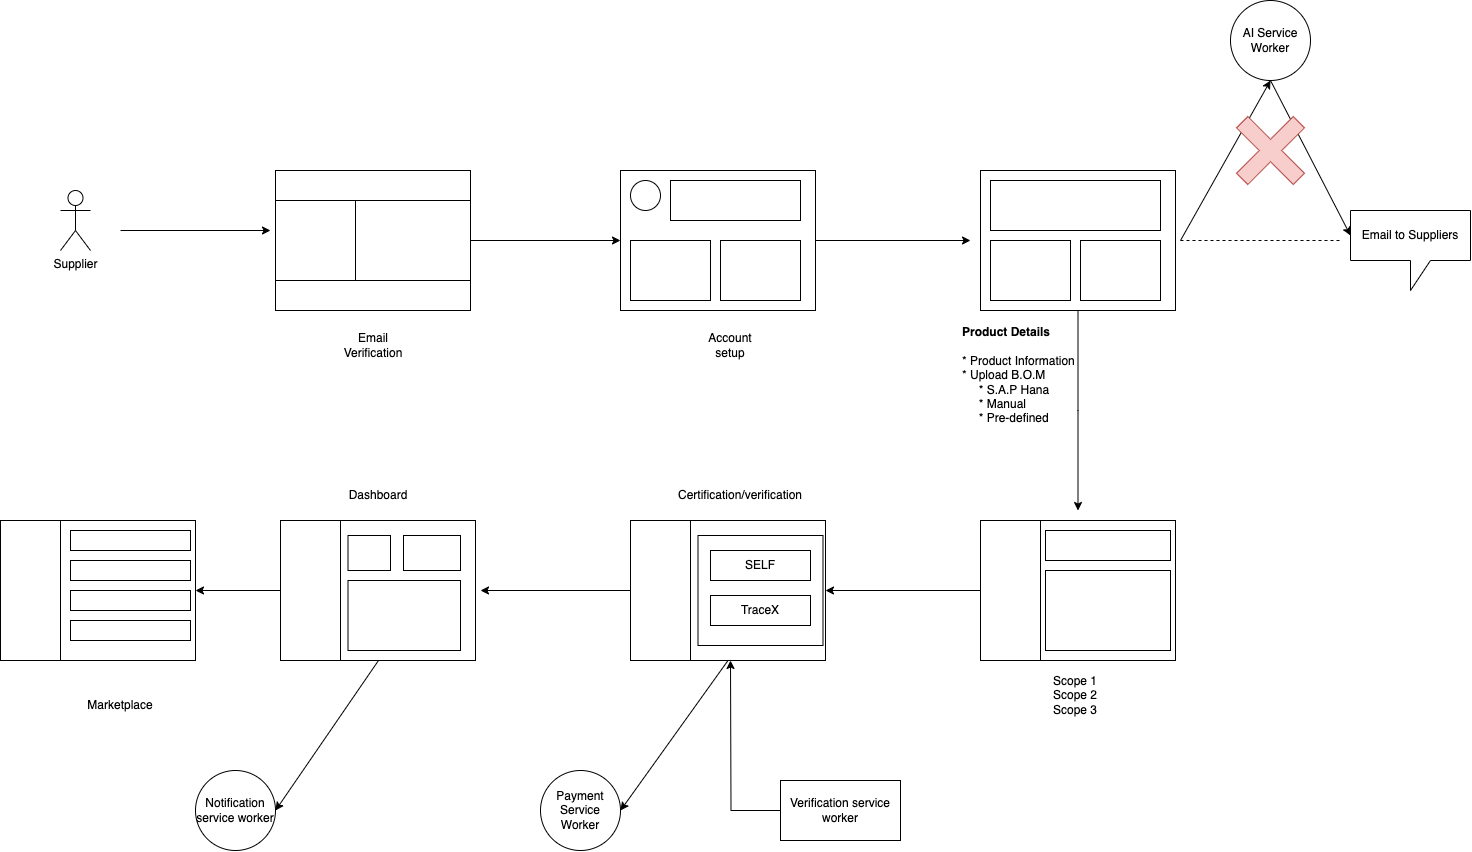 AI Service
Worker
Supplier
Email to Suppliers
Email
Verification
Account
setup
Product Details
* Product Information
* Upload B.O.M
* S.A.P Hana
* Manual
* Pre-defined
Dashboard
Certification/verification
SELF
TraceX
Scope 1
Scope 2
Scope 3
Marketplace
Notification
service worker
Payment
Service
Worker
Verification service
worker